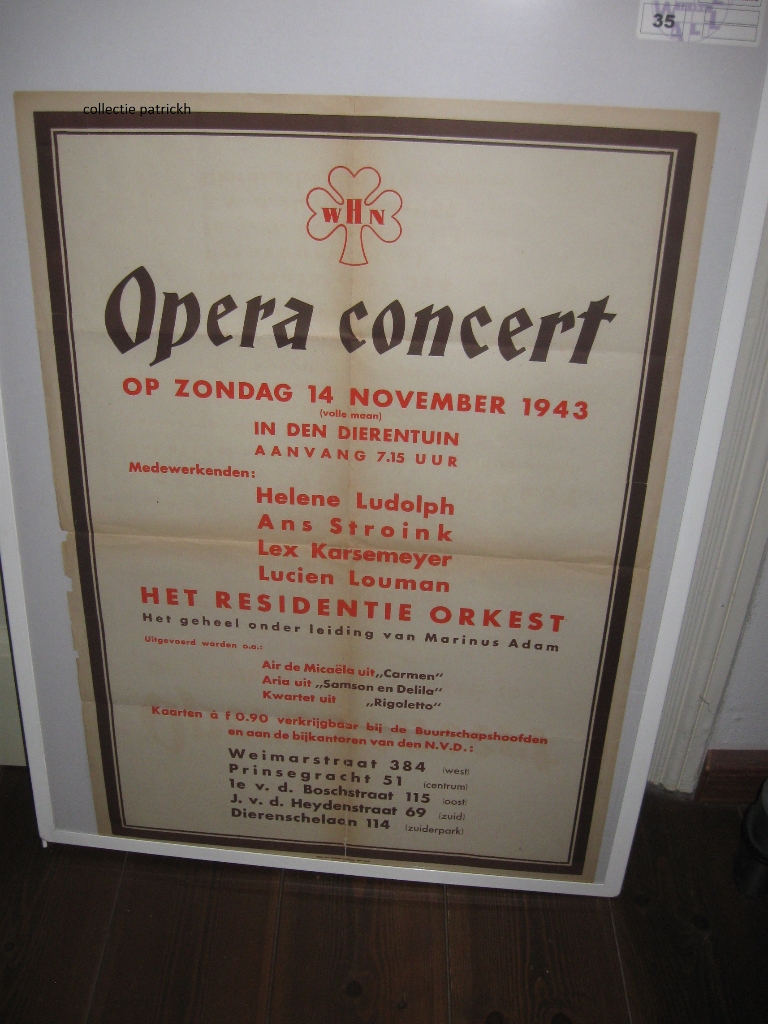 35
collectie patrickh
WHN
Opera concert
OP ZONDAG 14 NOVEMBER 1943
(volle maan)
IN DEN DIERENTUIN
AANVANG 7.15 UUR
Medewerkenden:
Helene Ludolph
Ans Stroink
Lex Karsemeyer
Lucien Louman
HET RESIDENTIE ORKEST
Het geheel onder leiding van Marinus Adam
Uitgevoerd worden o.a.:
Air de Micaëla uit „Carmen”
Aria uit „Samson en Delila”
Kwartet uit „Rigoletto”
Kaarten à f 0.90 verkrijgbaar bij de Buurtschapshoofden
en aan de bijkantoren van den N.V.D.:
Weimarstraat 384 (west)
Prinsegracht 51 (centrum)
1e v. d. Boschstraat 115 (oost)
J. v. d. Heydenstraat 69 (zuid)
Dierenschelaan 114 (zuiderpark)